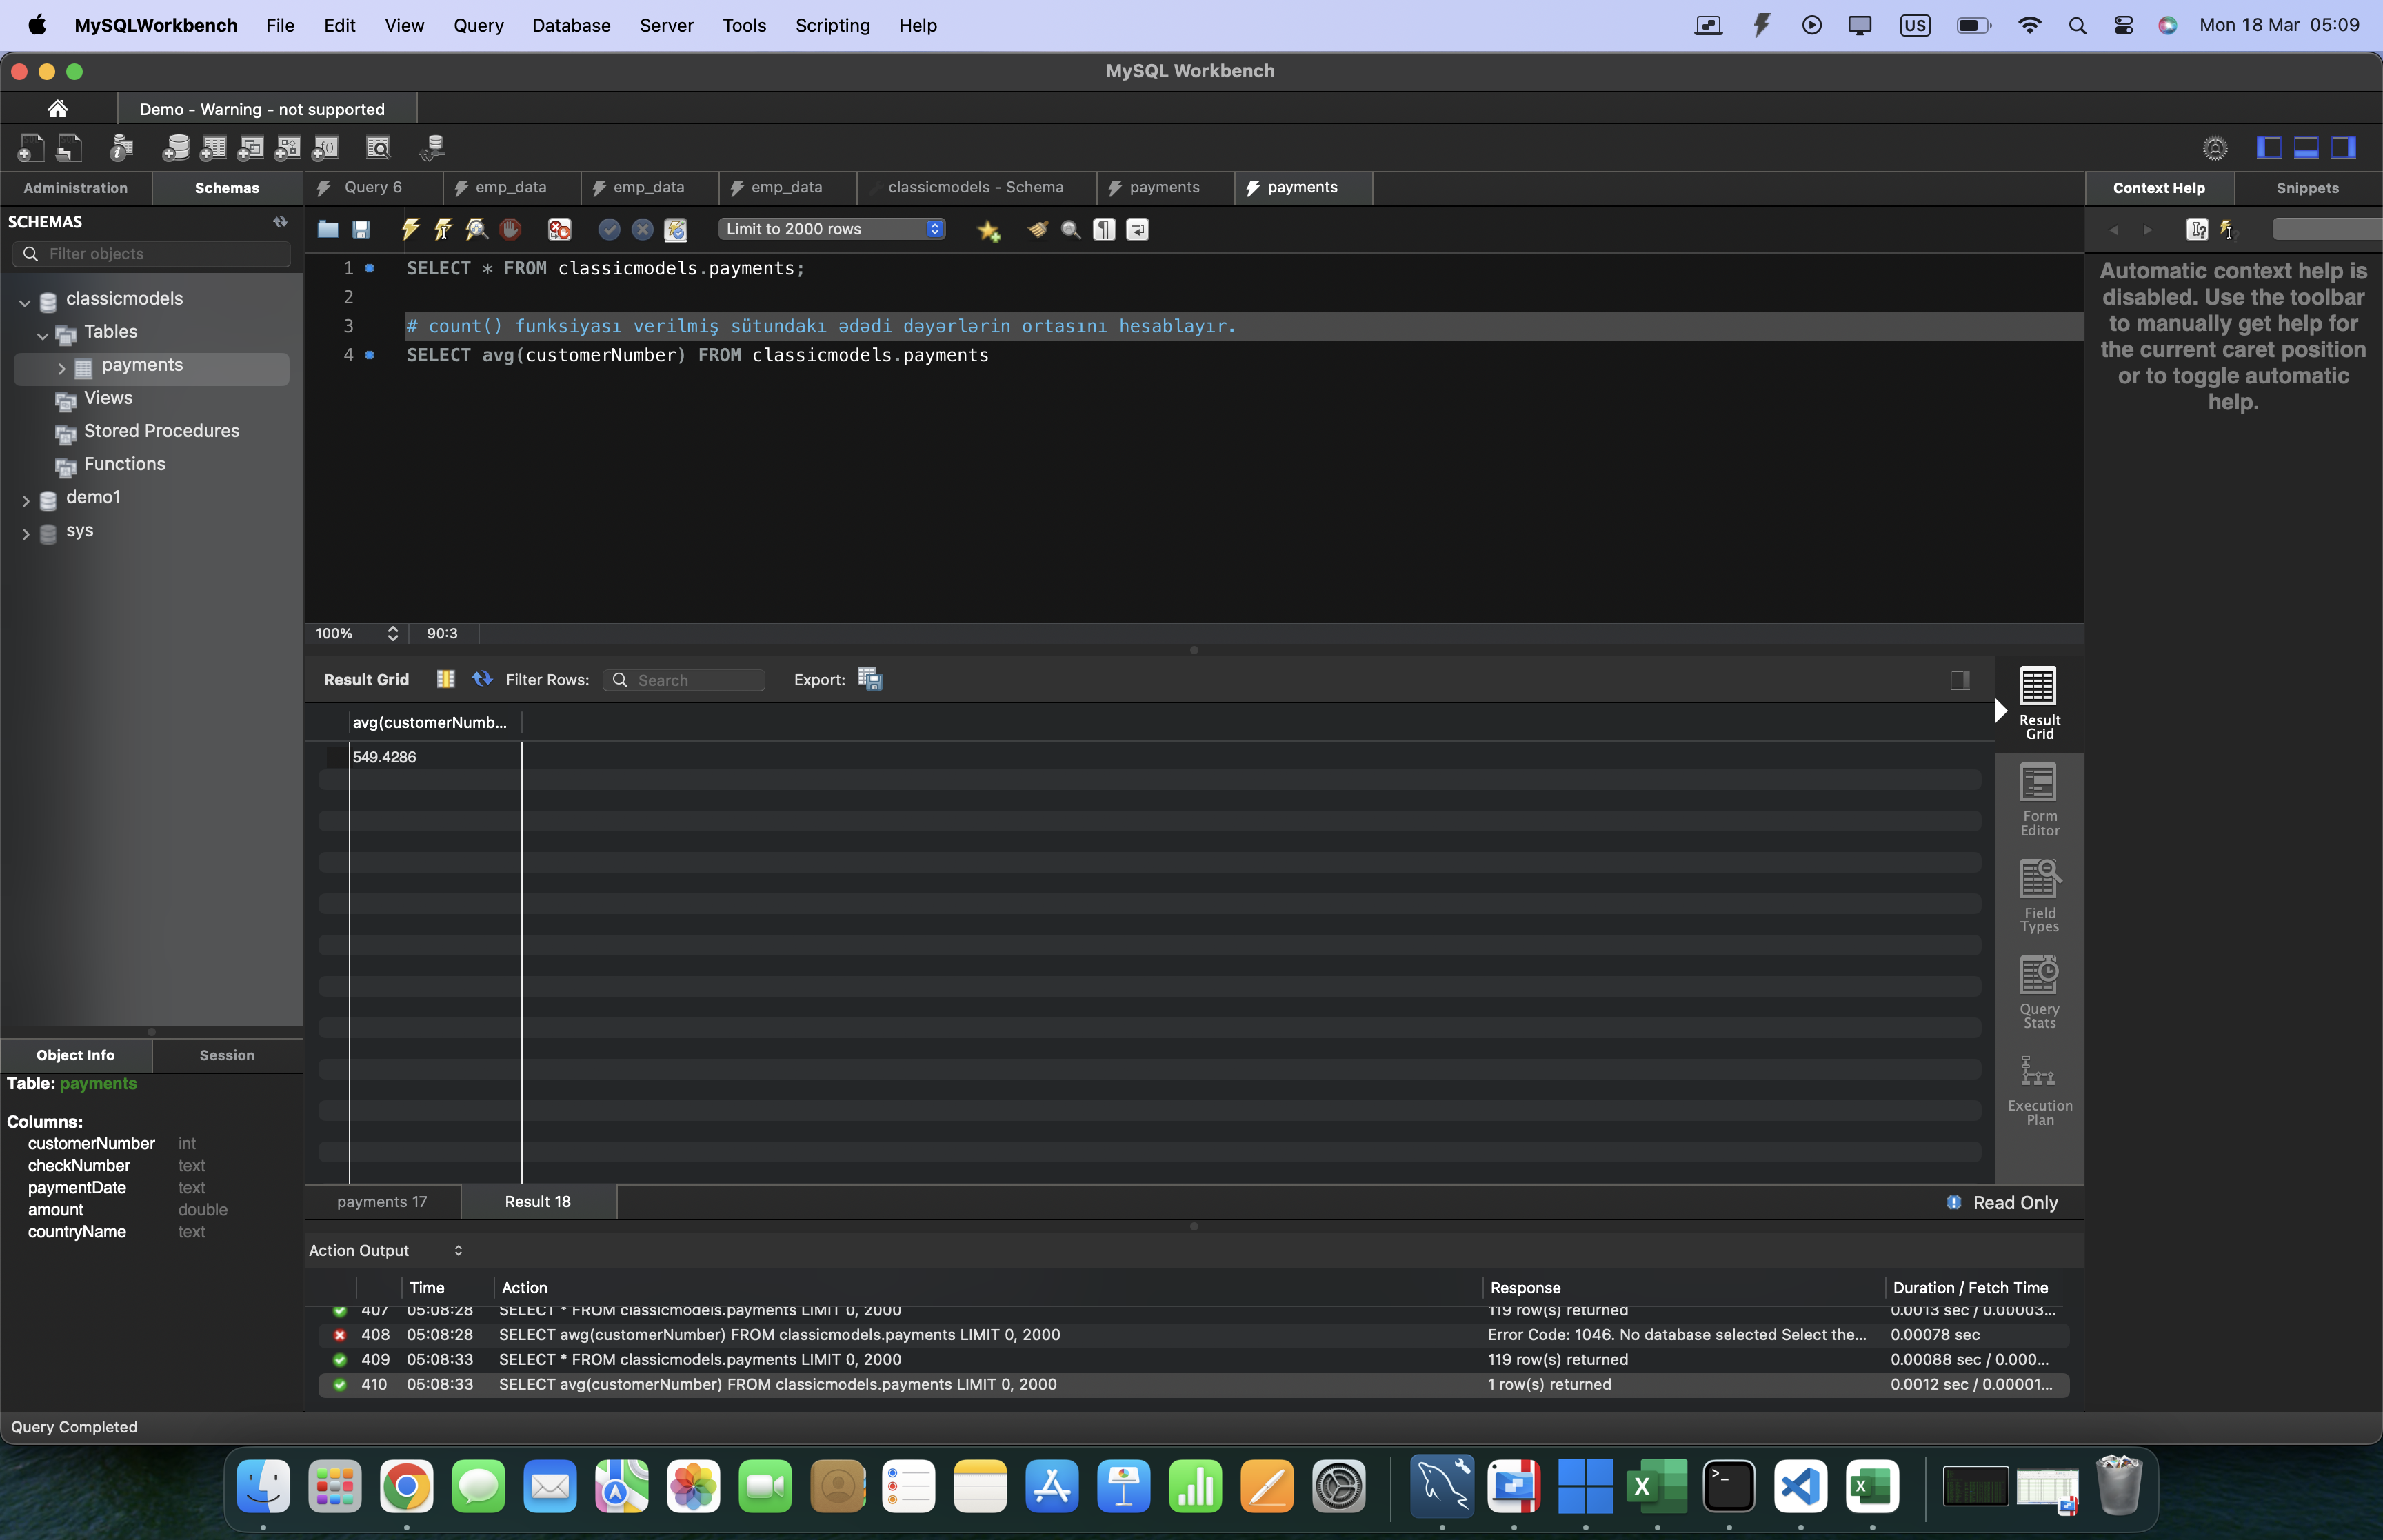 MySQLWorkbench File Edit View Query Database Server Tools Scripting Help US Mon 18 Mar 05:09
MySQL Workbench
Demo - Warning - not supported
Administration Schemas Query 6 emp_data emp_data emp_data classicmodels - Schema payments payments Context Help Snippets
SCHEMAS
Limit to 2000 rows
Filter objects
classicmodels
Tables
payments
Views
Stored Procedures
Functions
demo1
sys
1 SELECT * FROM classicmodels.payments;
2
3 # count() funksiyası verilmiş sütundakı ədədi dəyərlərin ortasını hesablayır.
4 SELECT avg(customerNumber) FROM classicmodels.payments
Automatic context help is
disabled. Use the toolbar
to manually get help for
the current caret position
or to toggle automatic
help.
100% 90:3
Result Grid Filter Rows: Search Export:
avg(customerNumb...
549.4286
Result
Grid
Form
Editor
Field
Types
Query
Stats
Execution
Plan
Object Info Session
Table: payments
Columns:
customerNumber int
checkNumber text
paymentDate text
amount double
countryName text
payments 17 Result 18 Read Only
Action Output
Time Action Response Duration / Fetch Time
407 05:08:28 SELECT * FROM classicmodels.payments LIMIT 0, 2000 119 row(s) returned 0.0013 sec / 0.00003...
408 05:08:28 SELECT awg(customerNumber) FROM classicmodels.payments LIMIT 0, 2000 Error Code: 1046. No database selected Select the... 0.00078 sec
409 05:08:33 SELECT * FROM classicmodels.payments LIMIT 0, 2000 119 row(s) returned 0.00088 sec / 0.000...
410 05:08:33 SELECT avg(customerNumber) FROM classicmodels.payments LIMIT 0, 2000 1 row(s) returned 0.0012 sec / 0.00001...
Query Completed